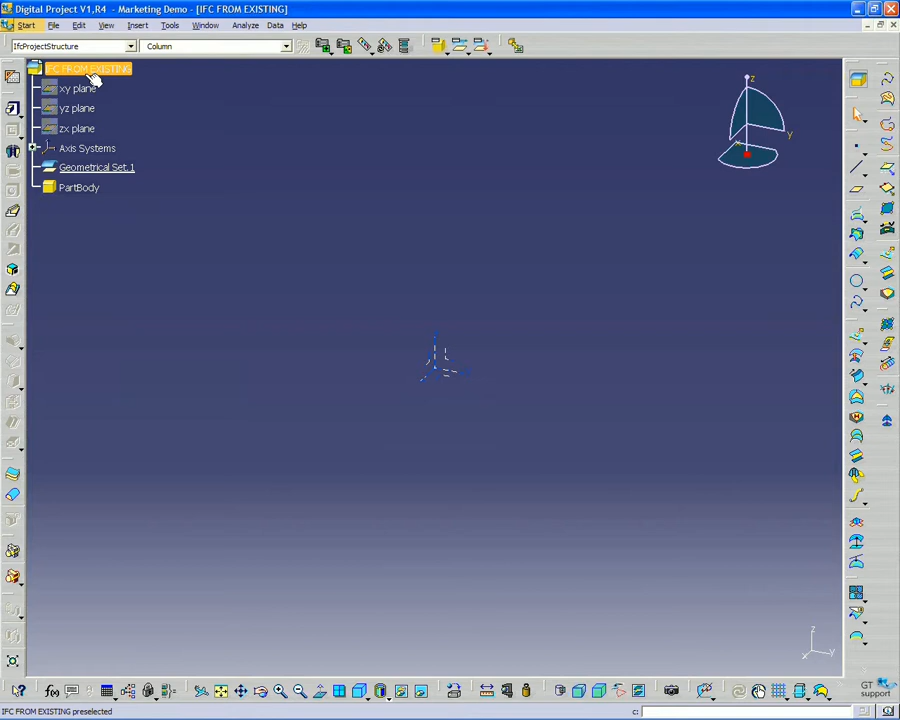 Digital Project V1,R4 - Marketing Demo - [IFC FROM EXISTING]
Start File Edit View Insert Tools Window Analyze Data Help
IfcProjectStructure Column
IFC FROM EXISTING
xy plane
yz plane
zx plane
Axis Systems
Geometrical Set.1
PartBody
z
y
x
z
x y
GT
support
IFC FROM EXISTING preselected
c: